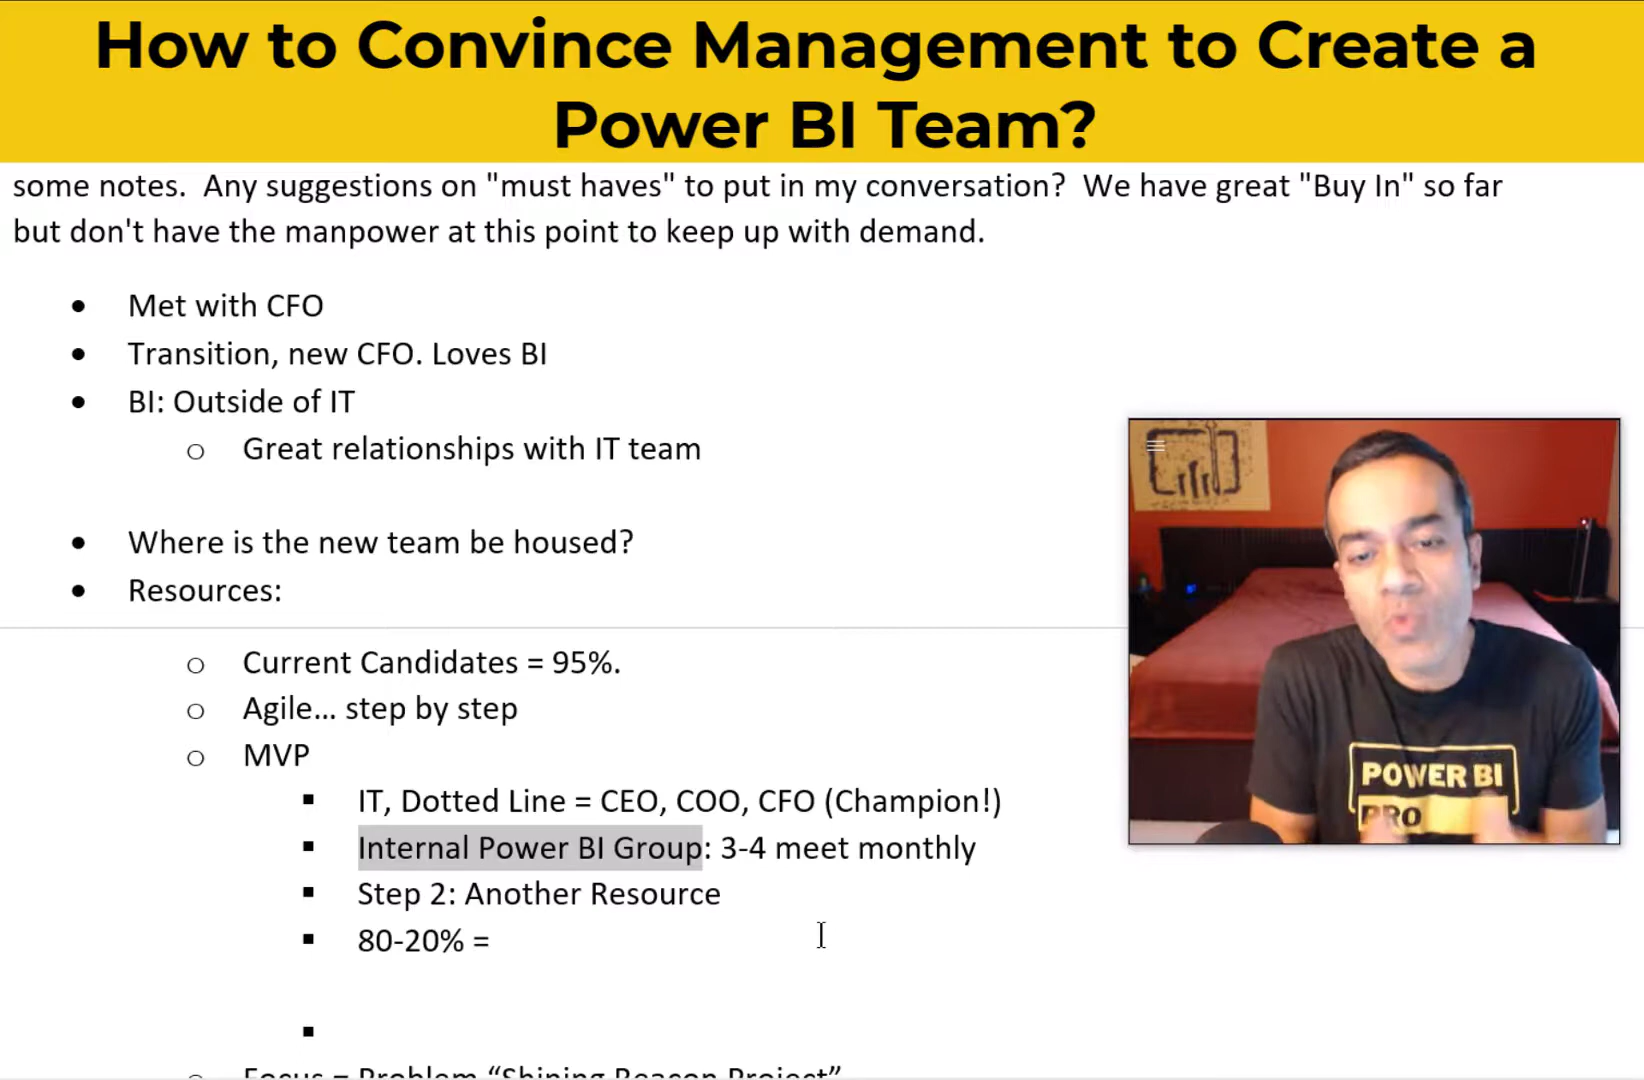 How to Convince Management to Create a
Power BI Team?
some notes.  Any suggestions on "must haves" to put in my conversation?  We have great "Buy In" so far
but don't have the manpower at this point to keep up with demand.
• Met with CFO
• Transition, new CFO. Loves BI
• BI: Outside of IT
o Great relationships with IT team
• Where is the new team be housed?
• Resources:
o Current Candidates = 95%.
o Agile... step by step
o MVP
▪ IT, Dotted Line = CEO, COO, CFO (Champion!)
▪ Internal Power BI Group: 3-4 meet monthly
▪ Step 2: Another Resource
▪ 80-20% =
▪
o Focus = Problem “Shining Beacon Project”
POWER BI
PRO